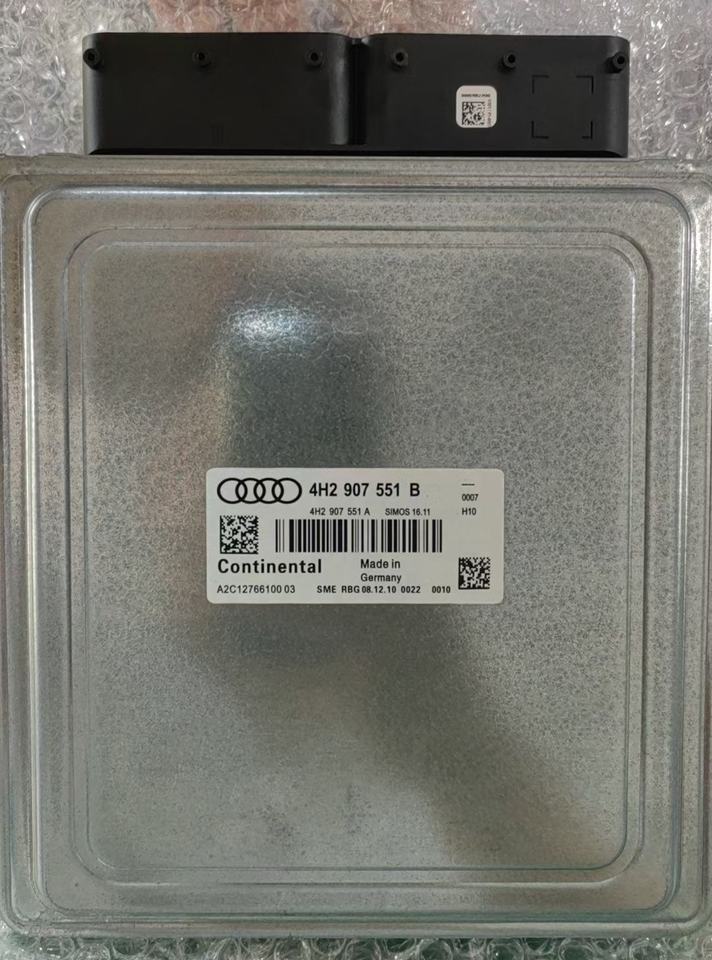 4H2 907 551 B
0007
4H2 907 551 A SIMOS 16.11 H10
Continental
Made in
Germany
A2C12766100 03 SME RBG 08.12.10 0022 0010